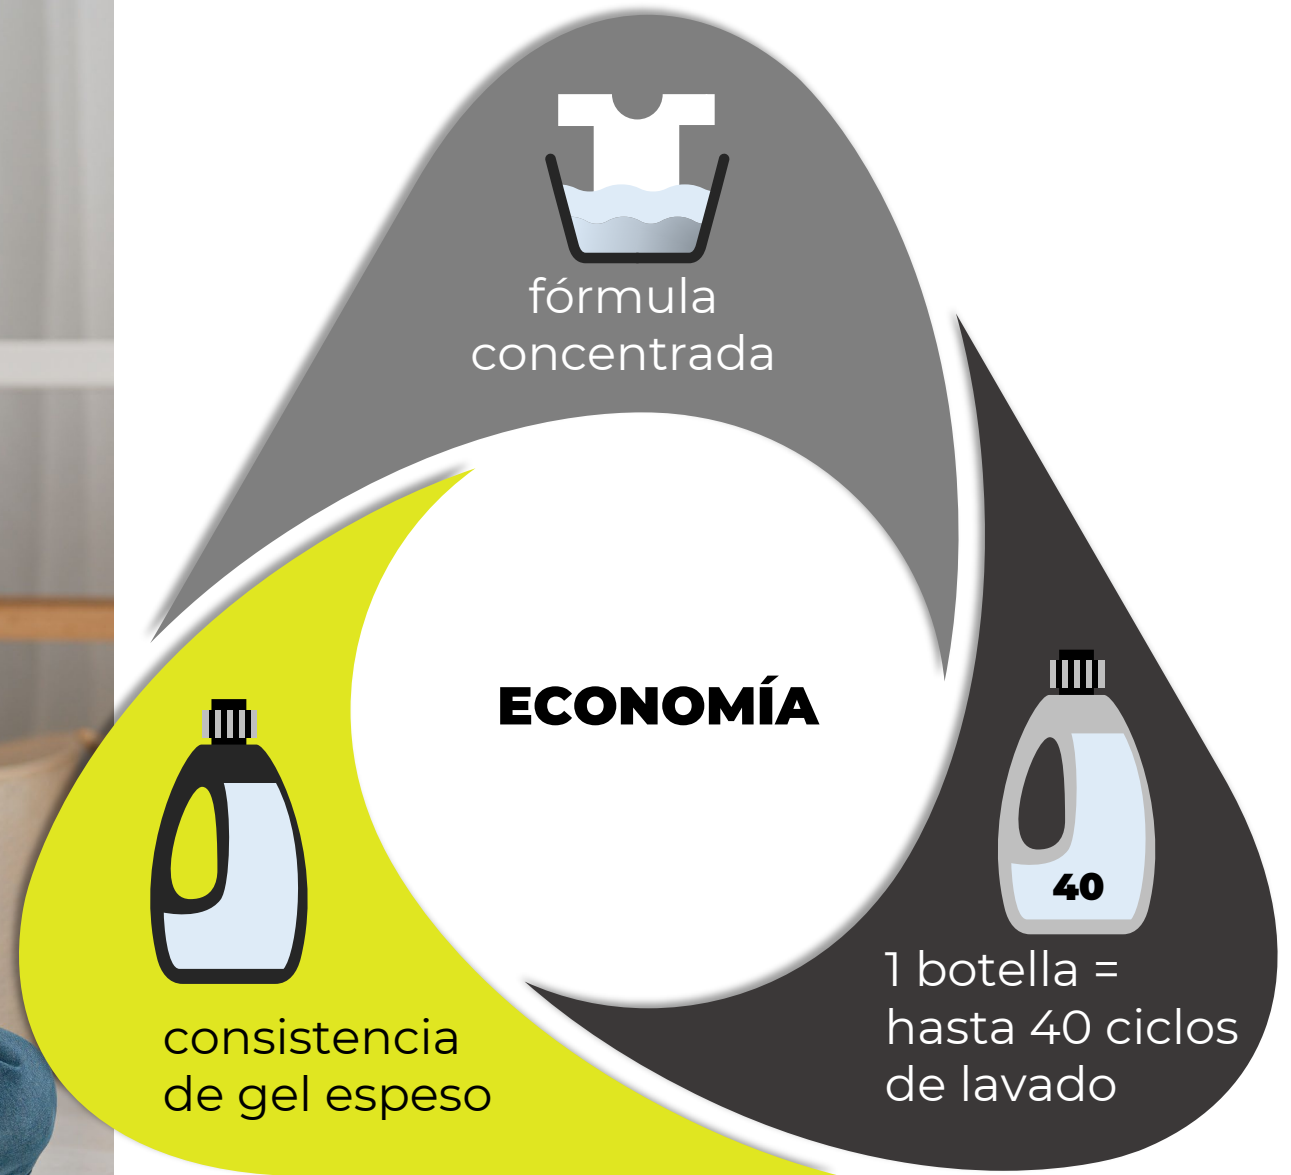 fórmula
concentrada
ECONOMÍA
40
1 botella =
hasta 40 ciclos
de lavado
consistencia
de gel espeso